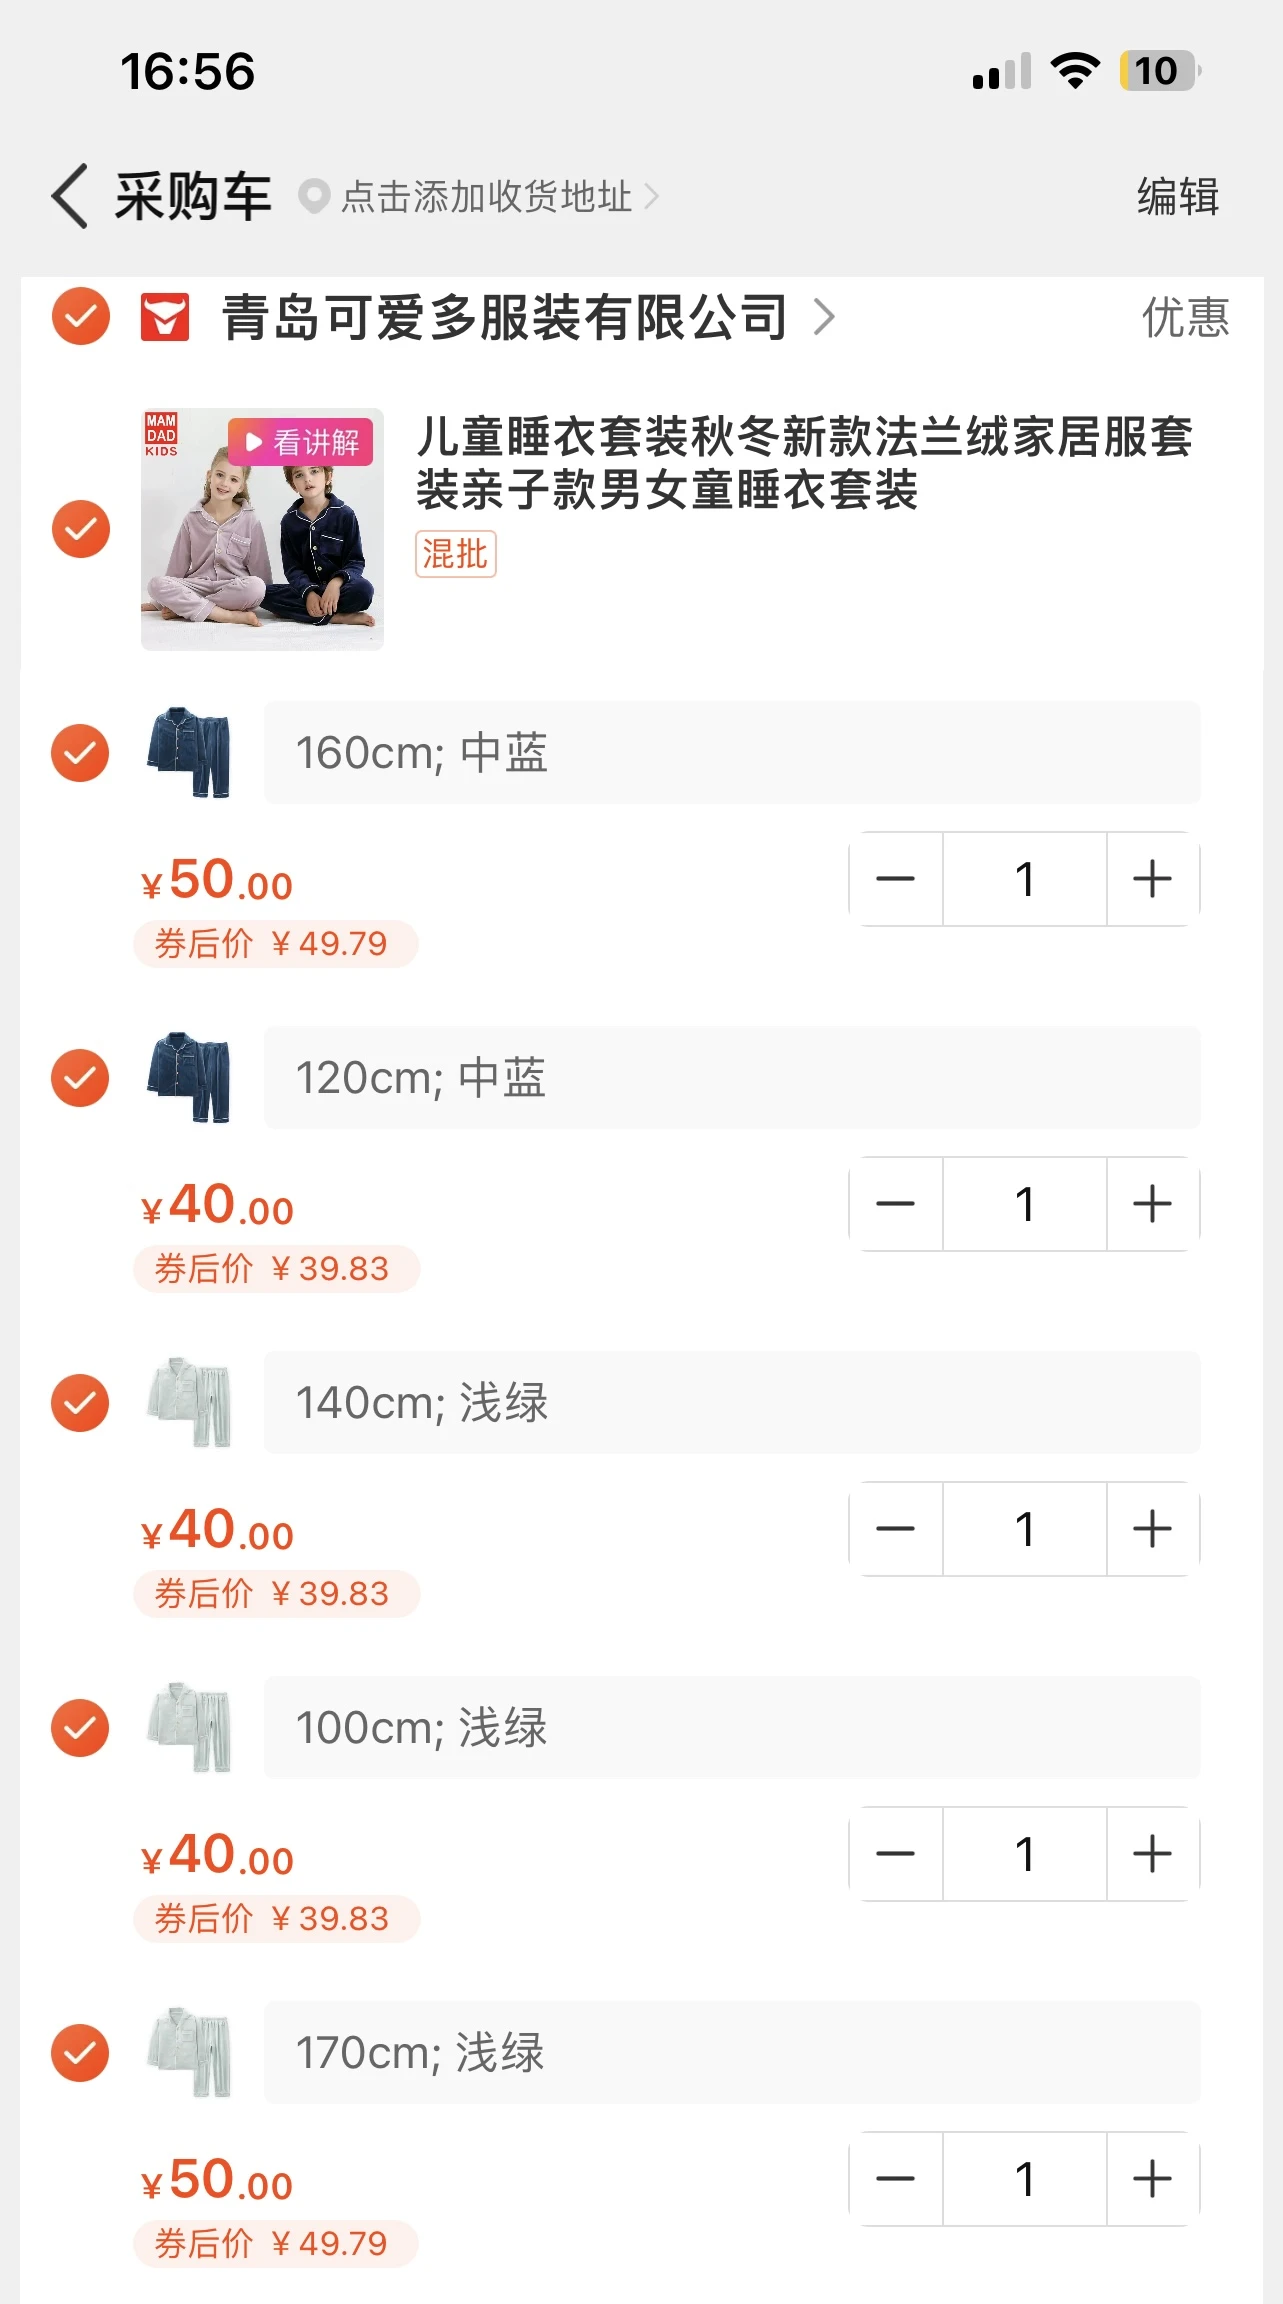 16:56
10
采购车 点击添加收货地址
编辑
青岛可爱多服装有限公司
优惠
MAM
DAD
KIDS
看讲解
儿童睡衣套装秋冬新款法兰绒家居服套
装亲子款男女童睡衣套装
混批
160cm; 中蓝
¥50.00
1
券后价 ¥49.79
120cm; 中蓝
¥40.00
1
券后价 ¥39.83
140cm; 浅绿
¥40.00
1
券后价 ¥39.83
100cm; 浅绿
¥40.00
1
券后价 ¥39.83
170cm; 浅绿
¥50.00
1
券后价 ¥49.79